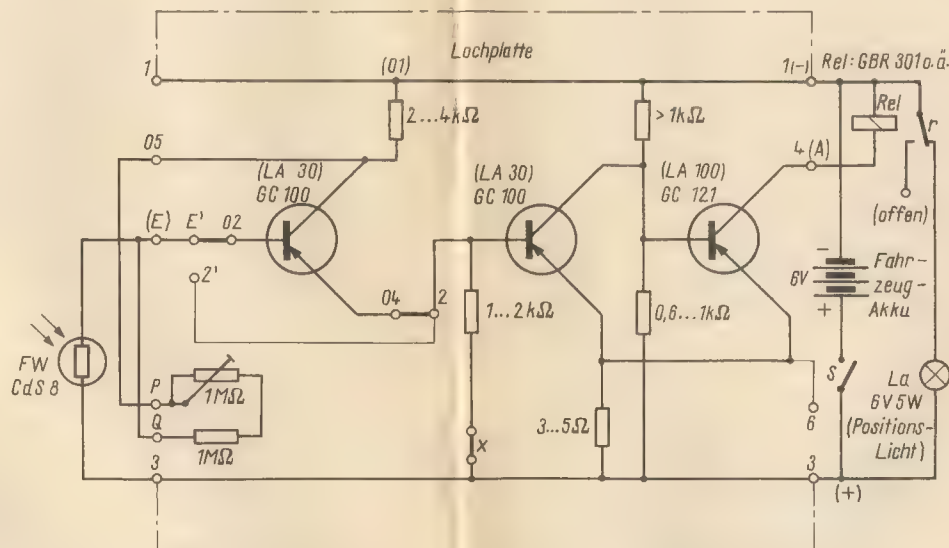 Lochplatte
1
(01)
1(-)
Rel: GBR 301 o. ä.
2...4kΩ
> 1kΩ
Rel
r
05
(LA 30)
GC 100
(LA 30)
GC 100
(LA 100)
GC 121
4 (A)
(offen)
(E)
E'
02
2'
04
2
1...2kΩ
0,6...1kΩ
-
6V
+
Fahr-
zeug-
Akku
FW
CdS 8
P
1MΩ
Q
1MΩ
x
3...5Ω
6
S
La
6V 5W
(Positions-
Licht)
3
3
(+)